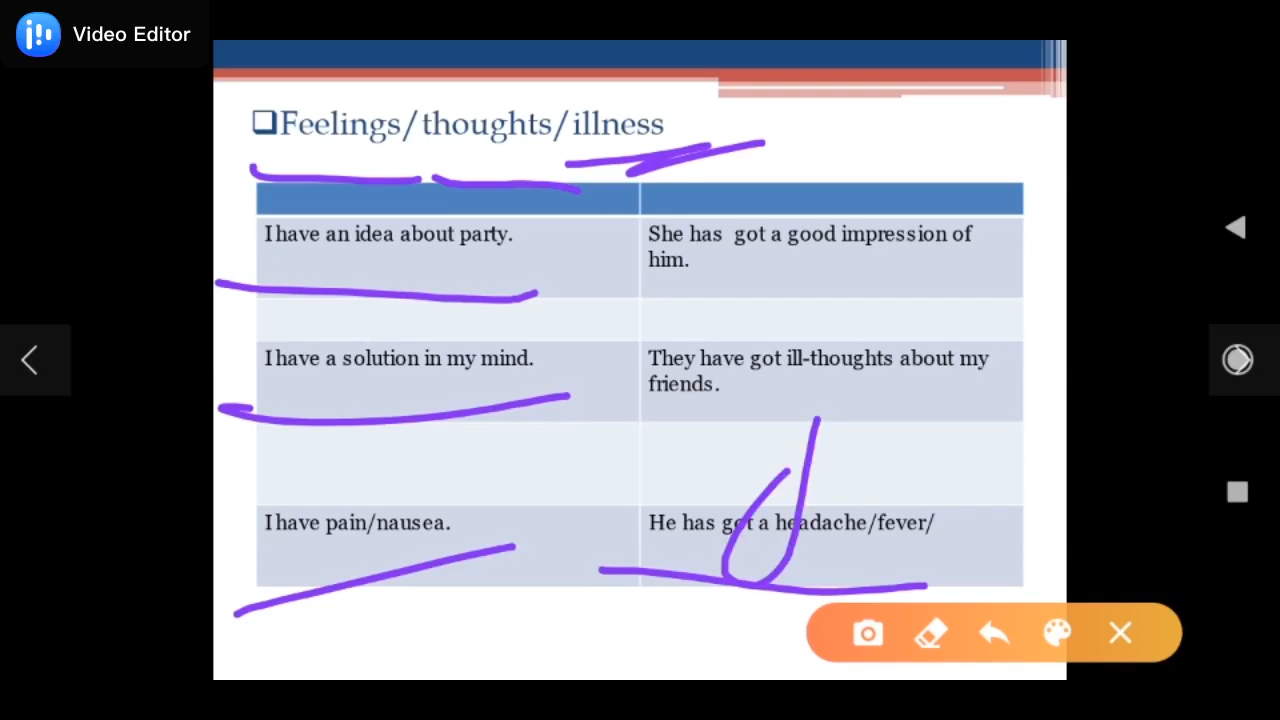 Video Editor
Feelings/thoughts/illness
I have an idea about party.
She has got a good impression of
him.
I have a solution in my mind.
They have got ill-thoughts about my
friends.
I have pain/nausea.
He has got a headache/fever/